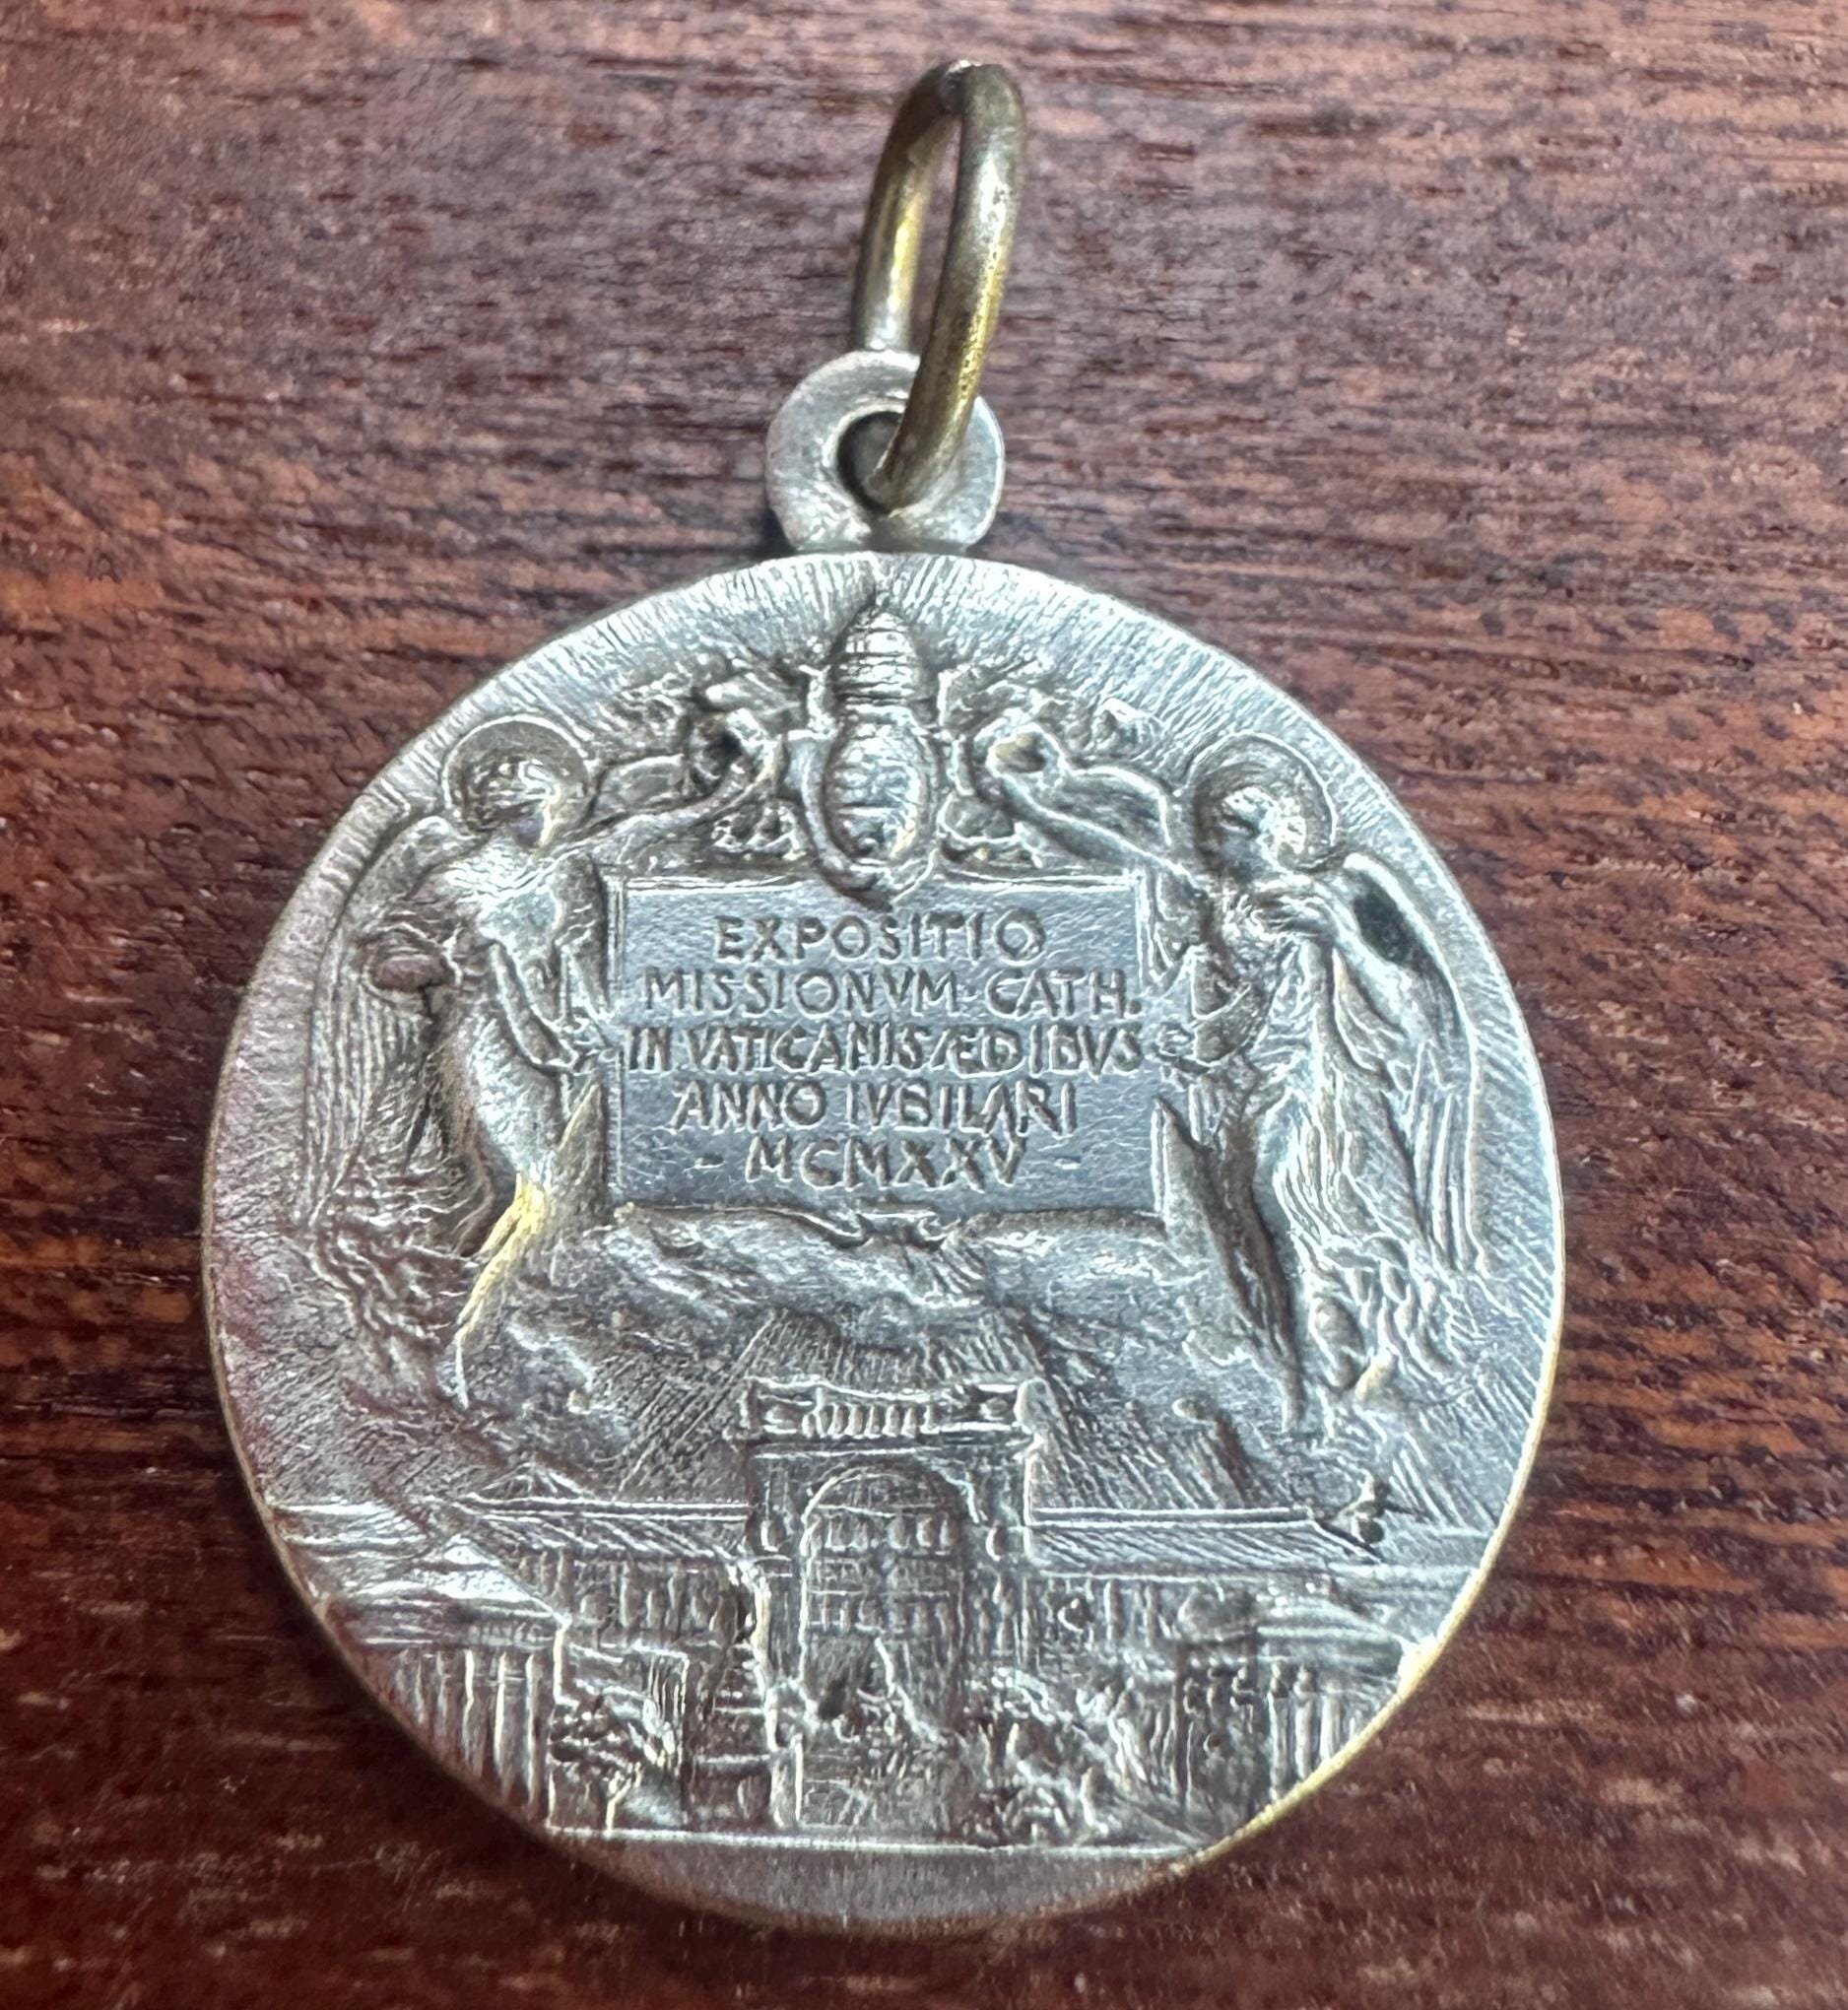 EXPOSITIO
MISSIONVM·CATH.
IN VATICANIS ÆDIBVS
ANNO IVBILARI
- MCMXXV -